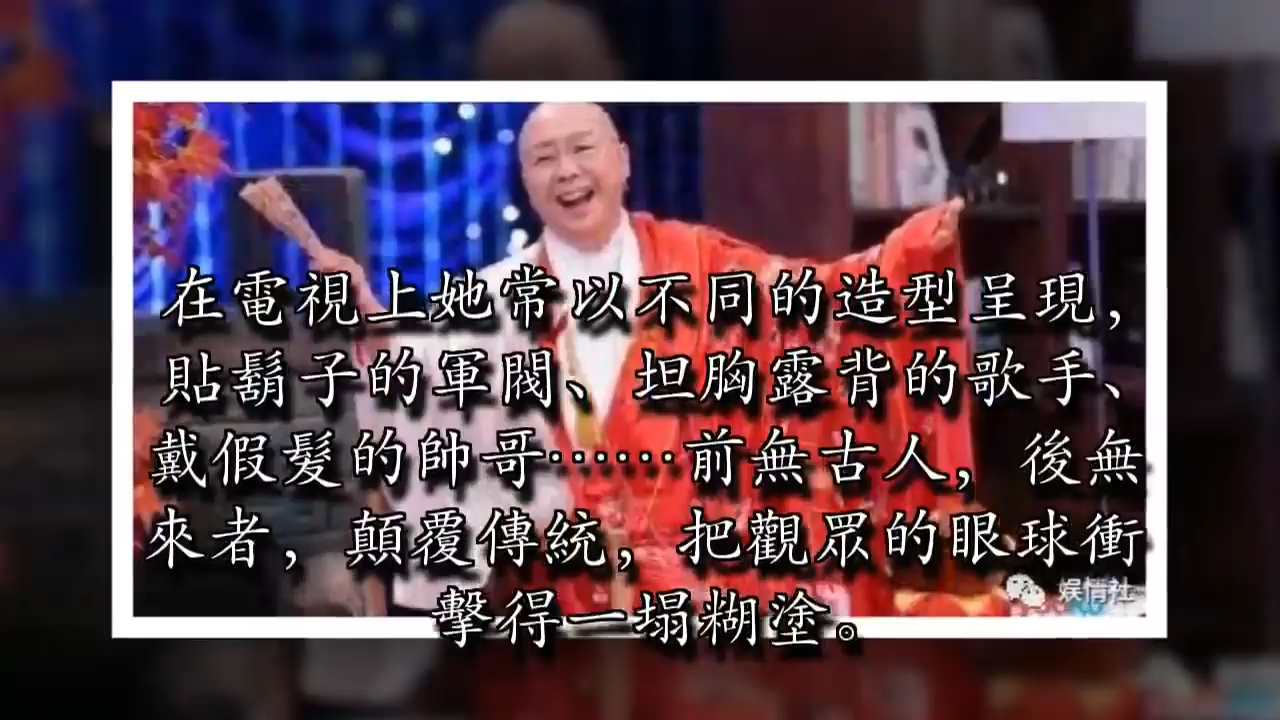 在電視上她常以不同的造型呈現，
貼鬍子的軍閥、坦胸露背的歌手、
戴假髮的帥哥……前無古人，後無
來者，顛覆傳統，把觀眾的眼球衝
擊得一塌糊塗。
娱情社